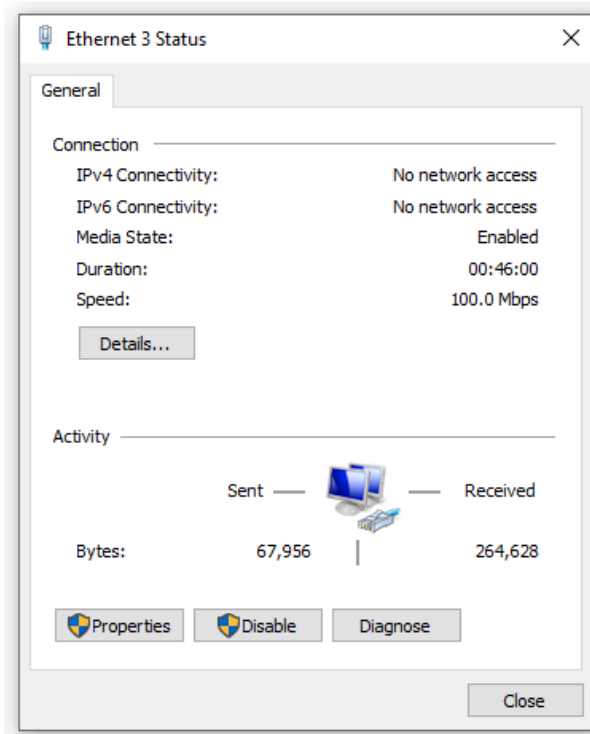 Ethernet 3 Status
General
Connection
IPv4 Connectivity: No network access
IPv6 Connectivity: No network access
Media State: Enabled
Duration: 00:46:00
Speed: 100.0 Mbps
Details...
Activity
Sent Received
Bytes: 67,956 264,628
Properties Disable Diagnose
Close